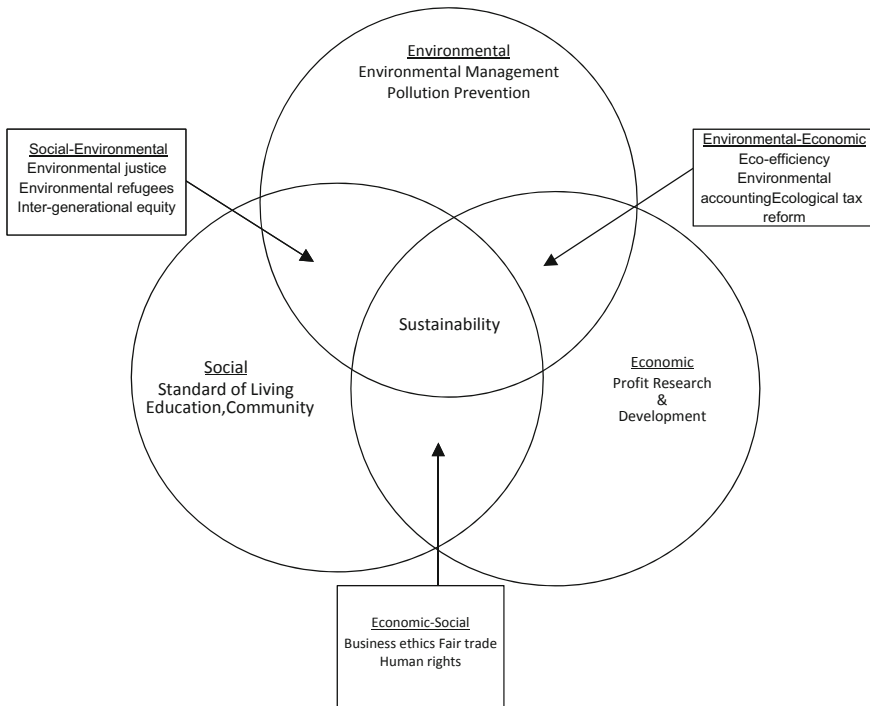 Environmental
Environmental Management
Pollution Prevention
Social-Environmental
Environmental justice
Environmental refugees
Inter-generational equity
Environmental-Economic
Eco-efficiency
Environmental
accountingEcological tax
reform
Sustainability
Social
Standard of Living
Education,Community
Economic
Profit Research
&
Development
Economic-Social
Business ethics Fair trade
Human rights